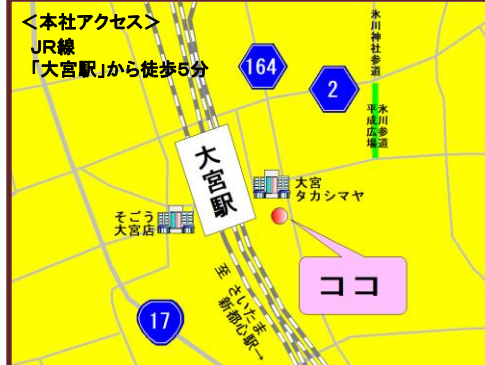 ＜本社アクセス＞
JR線
「大宮駅」から徒歩5分
164
2
氷川神社参道
氷川参道
平成広場
大宮駅
大宮
タカシマヤ
そごう
大宮店
ココ
17
至 さいたま
新都心駅→